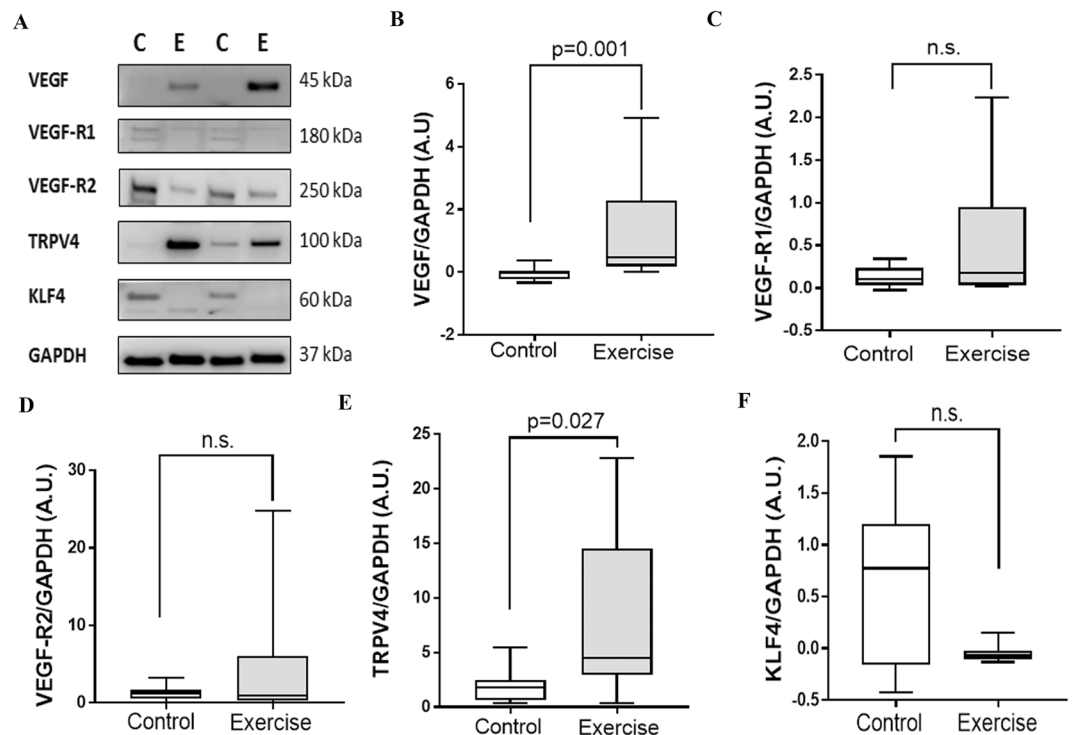 A
C E C E
VEGF 45 kDa
VEGF-R1 180 kDa
VEGF-R2 250 kDa
TRPV4 100 kDa
KLF4 60 kDa
GAPDH 37 kDa
B
p=0.001
VEGF/GAPDH (A.U)
6
4
2
0
-2
Control Exercise
C
n.s.
VEGF-R1/GAPDH (A.U.)
2.5
2.0
1.5
1.0
0.5
0.0
-0.5
Control Exercise
D
n.s.
VEGF-R2/GAPDH (A.U.)
30
20
10
0
Control Exercise
E
p=0.027
TRPV4/GAPDH (A.U.)
25
20
15
10
5
0
Control Exercise
F
n.s.
KLF4/GAPDH (A.U.)
2.0
1.5
1.0
0.5
0.0
-0.5
Control Exercise